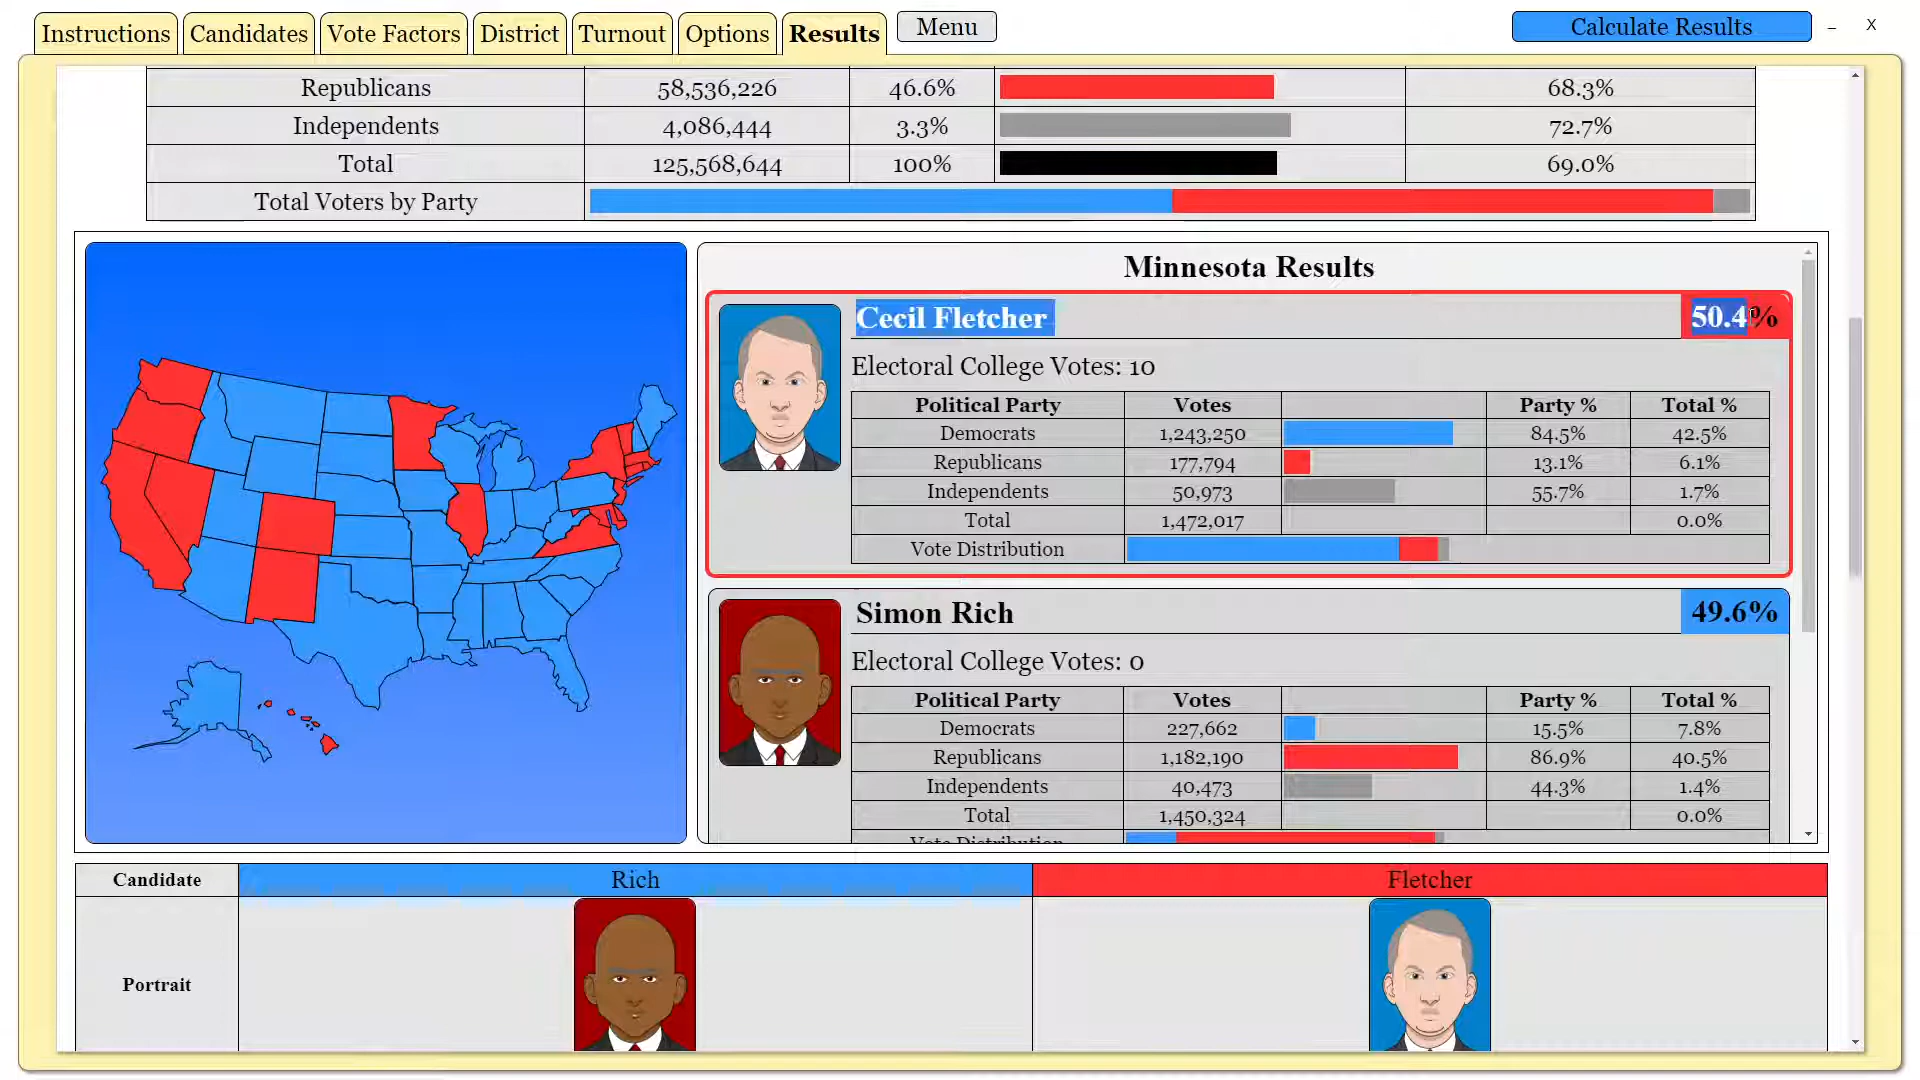 Instructions Candidates Vote Factors District Turnout Options Results Menu Calculate Results _ X
Republicans 58,536,226 46.6% 68.3%
Independents 4,086,444 3.3% 72.7%
Total 125,568,644 100% 69.0%
Total Voters by Party
Minnesota Results
Cecil Fletcher 50.4%
Electoral College Votes: 10
Political Party Votes Party % Total %
Democrats 1,243,250 84.5% 42.5%
Republicans 177,794 13.1% 6.1%
Independents 50,973 55.7% 1.7%
Total 1,472,017 0.0%
Vote Distribution
Simon Rich 49.6%
Electoral College Votes: 0
Political Party Votes Party % Total %
Democrats 227,662 15.5% 7.8%
Republicans 1,182,190 86.9% 40.5%
Independents 40,473 44.3% 1.4%
Total 1,450,324 0.0%
Vote Distribution
Candidate Rich Fletcher
Portrait